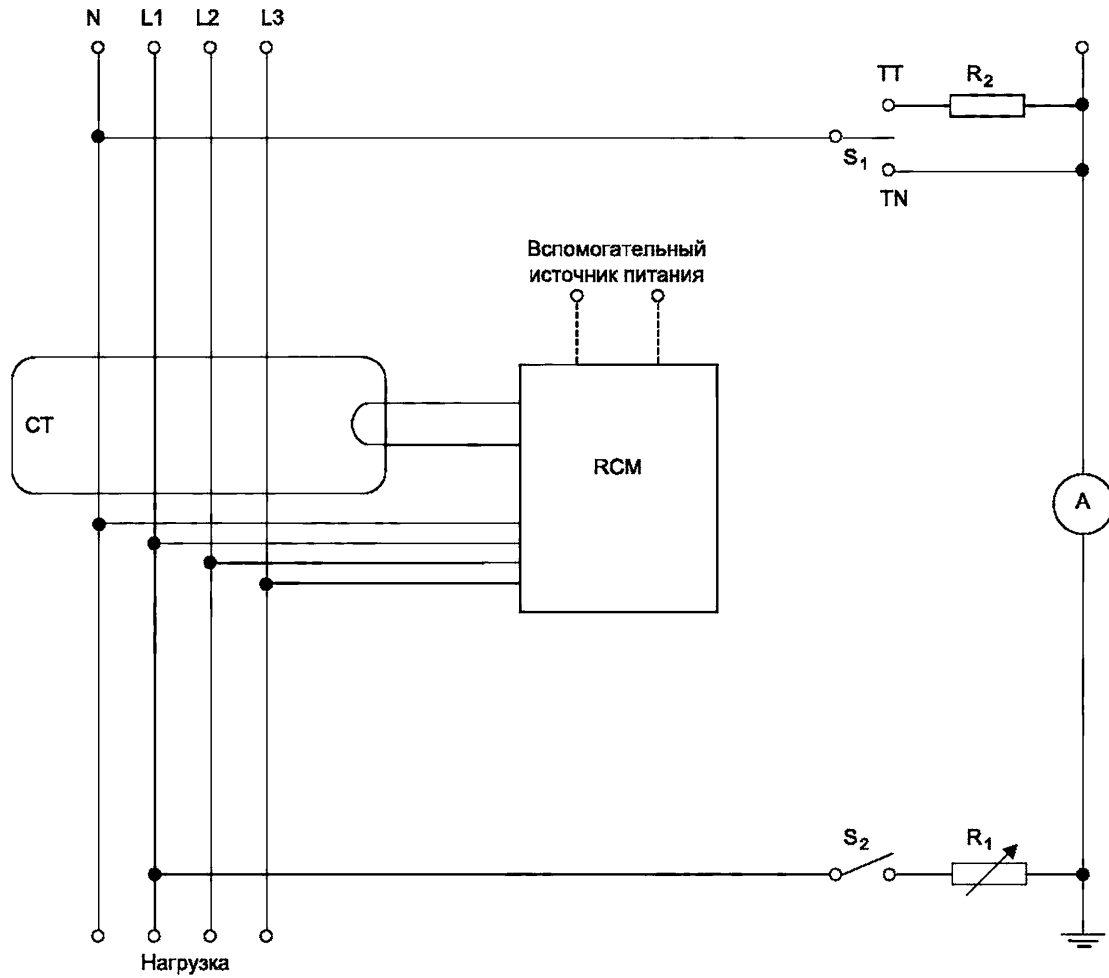 N L1 L2 L3
TT R2
S1
TN
Вспомогательный
источник питания
CT
RCM
A
S2 R1
Нагрузка